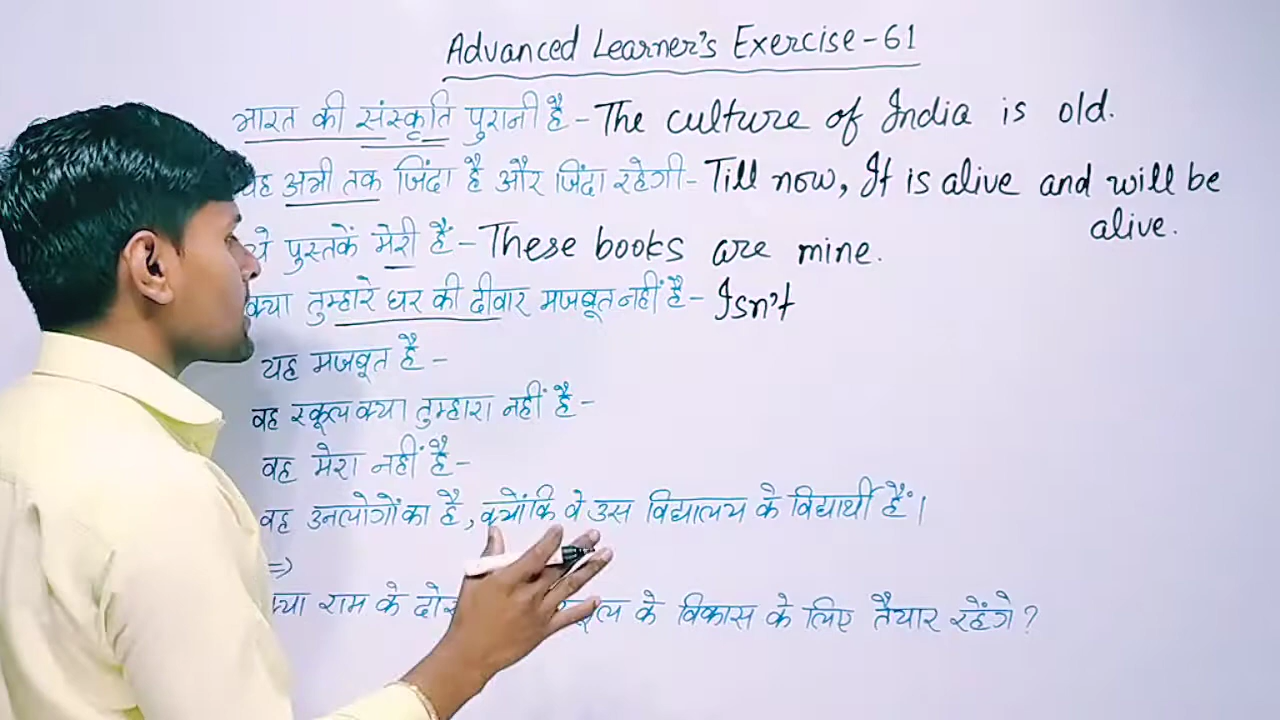 Advanced Learner's Exercise-61
भारत की संस्कृति पुरानी है - The culture of India is old.
यह अभी तक जिंदा है और जिंदा रहेगी - Till now, It is alive and will be
alive.
ये पुस्तकें मेरी हैं - These books are mine.
क्या तुम्हारे घर की दीवार मजबूत नहीं है - Isn't
यह मजबूत है -
वह स्कूल क्या तुम्हारा नहीं है -
वह मेरा नहीं है -
वह उनलोगों का है, क्योंकि वे उस विद्यालय के विद्यार्थी हैं।
=>
क्या राम के के विकास के लिए तैयार रहेंगे?